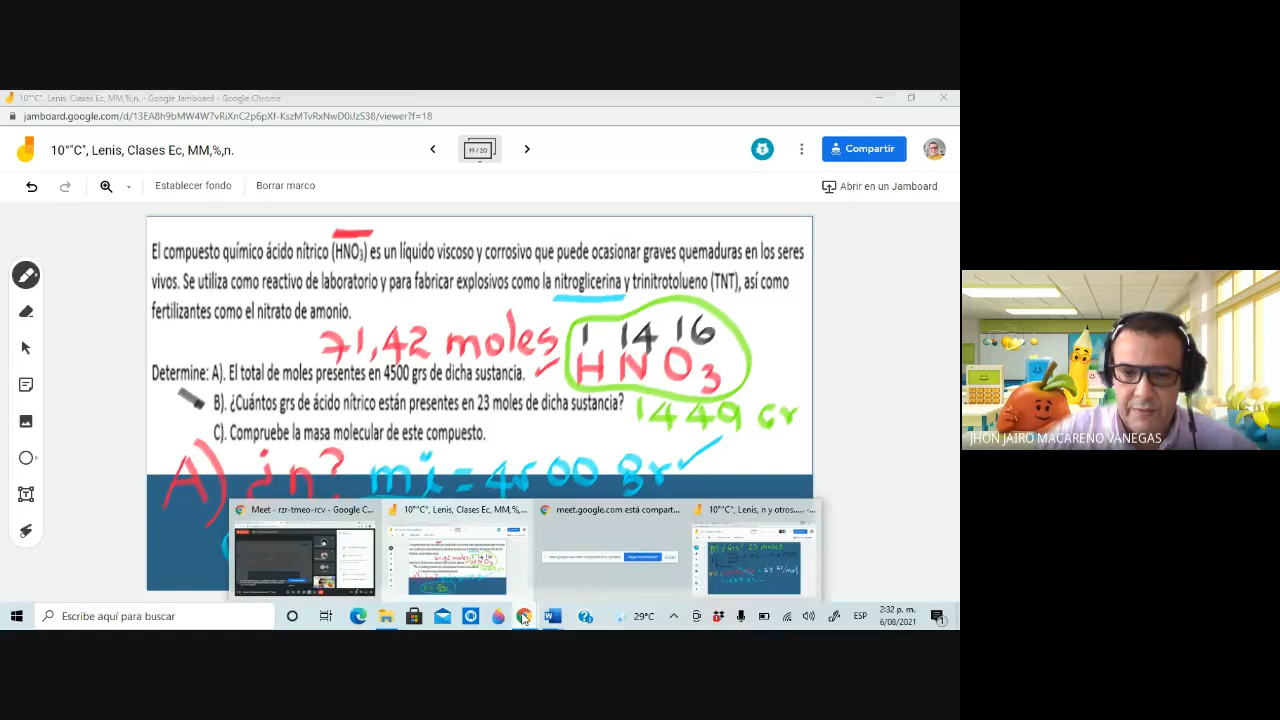 10°"C", Lenis, Clases Ec, MM,%,n. - Google Jamboard - Google Chrome
jamboard.google.com/d/13EA8h9bMW4W7vRiXnC2p6pXf-KszMTvRxNwD0iJzS38/viewer?f=18
10°"C", Lenis, Clases Ec, MM,%,n.
19 / 20
Compartir
Establecer fondo
Borrar marco
Abrir en un Jamboard
El compuesto químico ácido nítrico (HNO3) es un líquido viscoso y corrosivo que puede ocasionar graves quemaduras en los seres
vivos. Se utiliza como reactivo de laboratorio y para fabricar explosivos como la nitroglicerina y trinitrotolueno (TNT), así como
fertilizantes como el nitrato de amonio.
71,42 moles
1 14 16
HNO3
Determine: A). El total de moles presentes en 4500 grs de dicha sustancia.
B). ¿Cuántos grs de ácido nítrico están presentes en 23 moles de dicha sustancia?
1449 gr
C). Compruebe la masa molecular de este compuesto.
A) ¿n? mi = 4500 gr
JHON JAIRO MACARENO VANEGAS
Meet - rzr-tmeo-rcv - Google C...
10°"C", Lenis, Clases Ec, MM,%,...
meet.google.com está compart...
10°"C", Lenis, n y otros..... -...
Escribe aquí para buscar
29°C
ESP
2:32 p. m.
6/08/2021